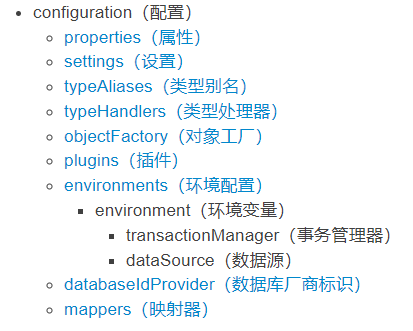 configuration（配置）
properties（属性）
settings（设置）
typeAliases（类型别名）
typeHandlers（类型处理器）
objectFactory（对象工厂）
plugins（插件）
environments（环境配置）
environment（环境变量）
transactionManager（事务管理器）
dataSource（数据源）
databaseIdProvider（数据库厂商标识）
mappers（映射器）